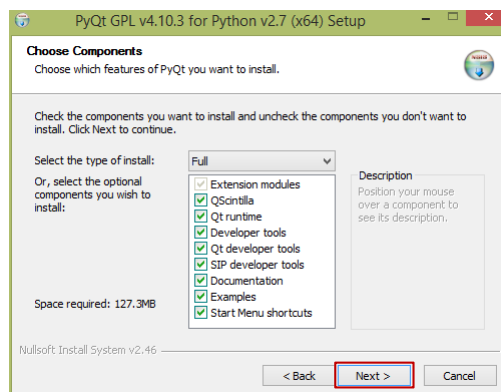 PyQt GPL v4.10.3 for Python v2.7 (x64) Setup
Choose Components
Choose which features of PyQt you want to install.
Check the components you want to install and uncheck the components you don't want to
install. Click Next to continue.
Select the type of install:
Full
Or, select the optional
components you wish to
install:
Extension modules
QScintilla
Qt runtime
Developer tools
Qt developer tools
SIP developer tools
Documentation
Examples
Start Menu shortcuts
Description
Position your mouse
over a component to
see its description.
Space required: 127.3MB
Nullsoft Install System v2.46
< Back
Next >
Cancel